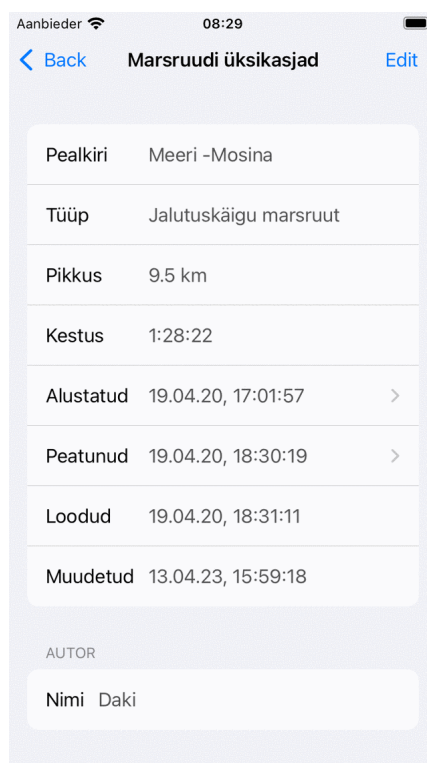 Aanbieder 08:29
Back Marsruudi üksikasjad Edit
Pealkiri Meeri -Mosina
Tüüp Jalutuskäigu marsruut
Pikkus 9.5 km
Kestus 1:28:22
Alustatud 19.04.20, 17:01:57
Peatunud 19.04.20, 18:30:19
Loodud 19.04.20, 18:31:11
Muudetud 13.04.23, 15:59:18
AUTOR
Nimi Daki